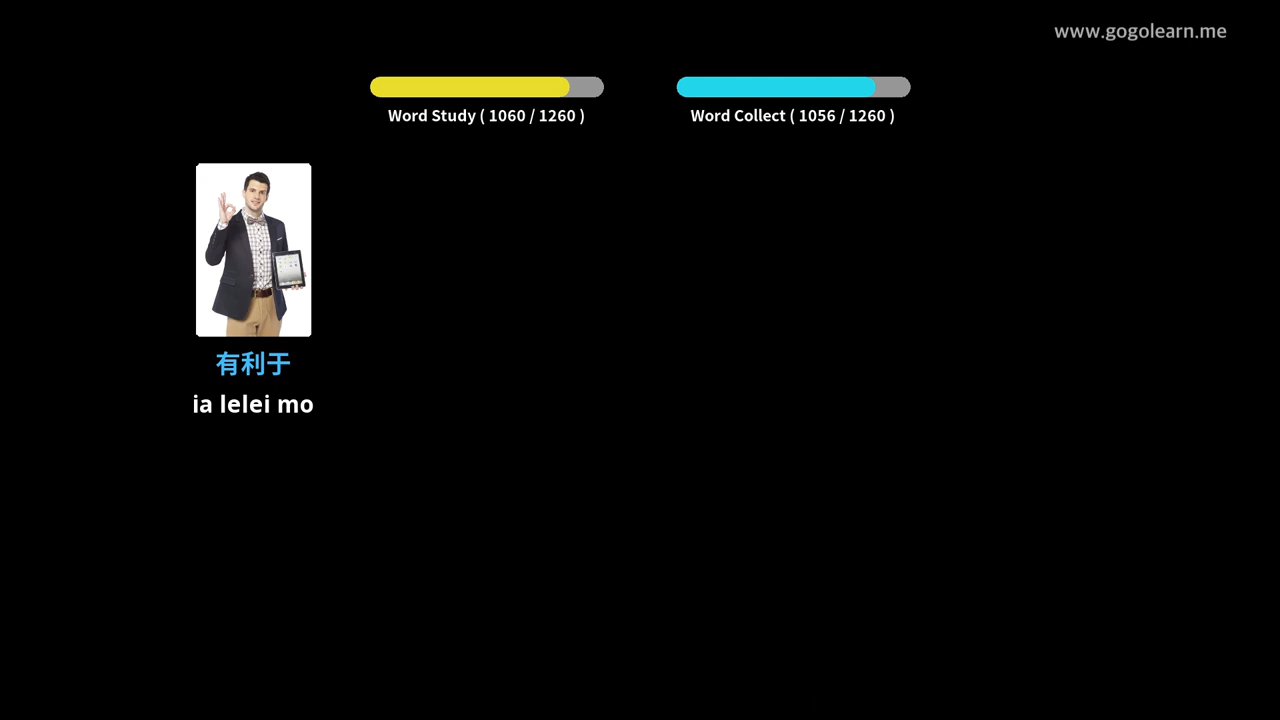 www.gogolearn.me
Word Study ( 1060 / 1260 )
Word Collect ( 1056 / 1260 )
有利于
ia lelei mo